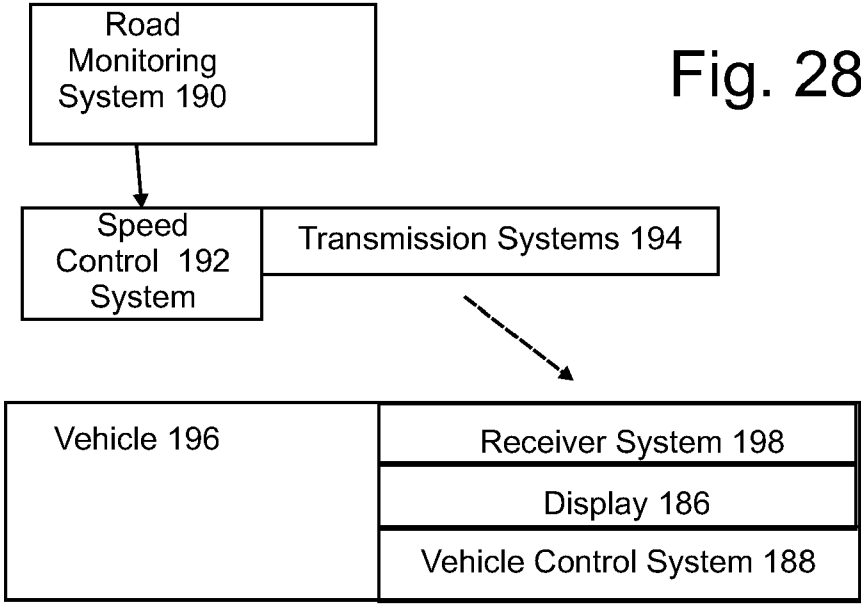 Road
Monitoring
System 190
Fig. 28
Speed
Control 192
System
Transmission Systems 194
Vehicle 196
Receiver System 198
Display 186
Vehicle Control System 188